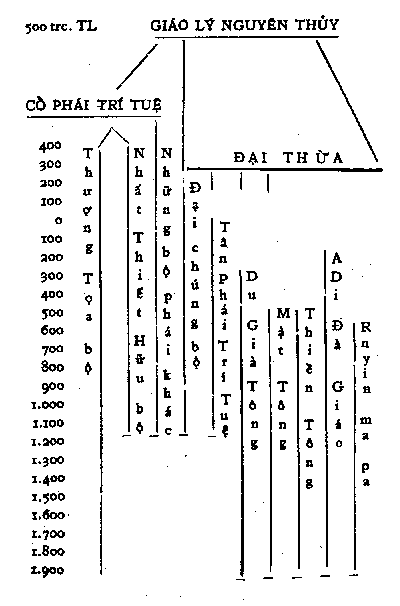 500 trc. TL
GIÁO LÝ NGUYÊN THỦY
CỔ PHÁI TRÍ TUỆ
ĐẠI THỪA
400
300
200
100
0
100
200
300
400
500
600
700
800
900
1.000
1.100
1.200
1.300
1.400
1.500
1.600
1.700
1.800
1.900
Thượng Tọa bộ
Nhất Thiết Hữu bộ
Những bộ phái khác
Đại chúng bộ
Tân Phái Trí Tuệ
Du Già Tông
Mật Tông
Thiền Tông
A Di Đà Giáo
Rnyin ma pa